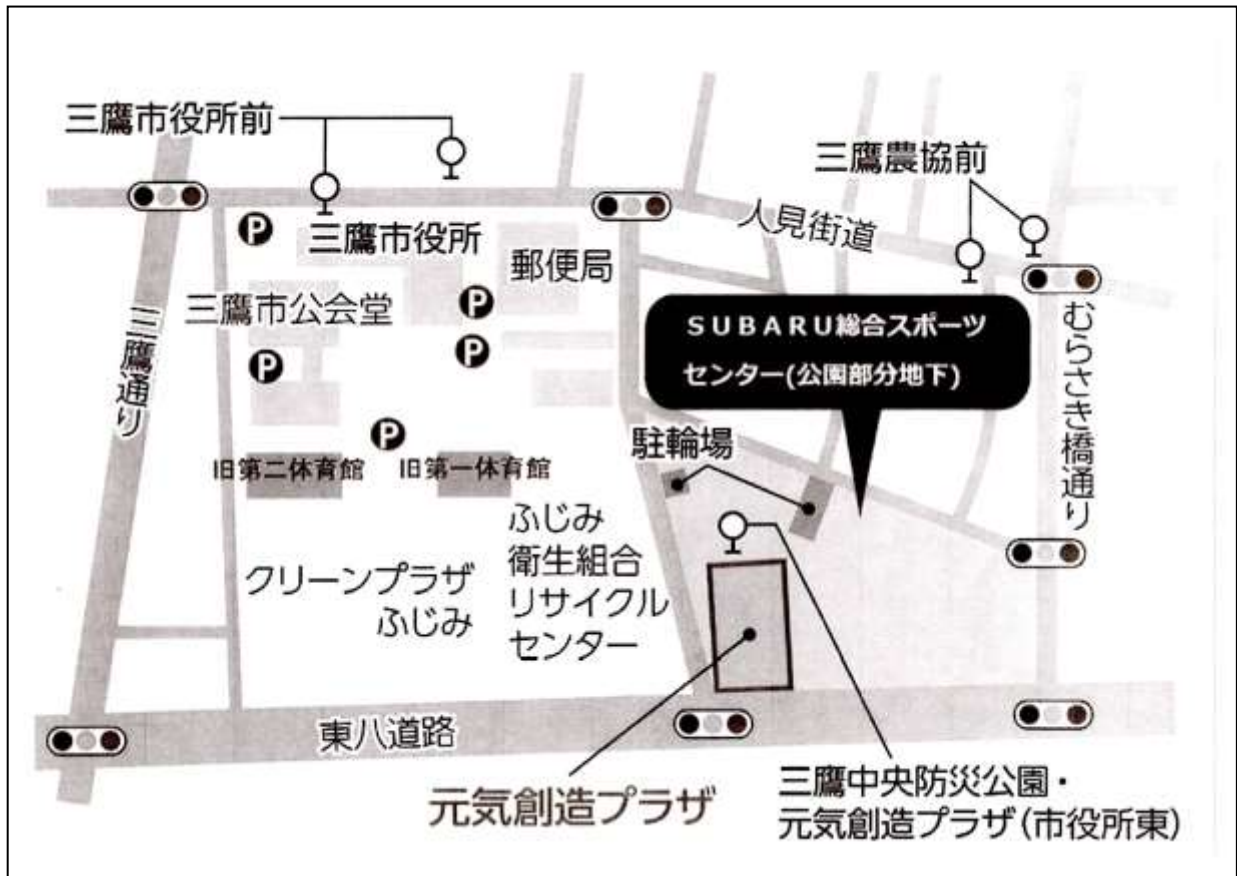 三鷹市役所前
三鷹農協前
人見街道
三鷹市役所
郵便局
P
三鷹市公会堂
P
P
P
P
三鷹通り
SUBARU総合スポーツ
センター(公園部分地下)
むらさき橋通り
駐輪場
旧第二体育館
旧第一体育館
ふじみ
衛生組合
リサイクル
センター
クリーンプラザ
ふじみ
東八道路
元気創造プラザ
三鷹中央防災公園・
元気創造プラザ(市役所東)